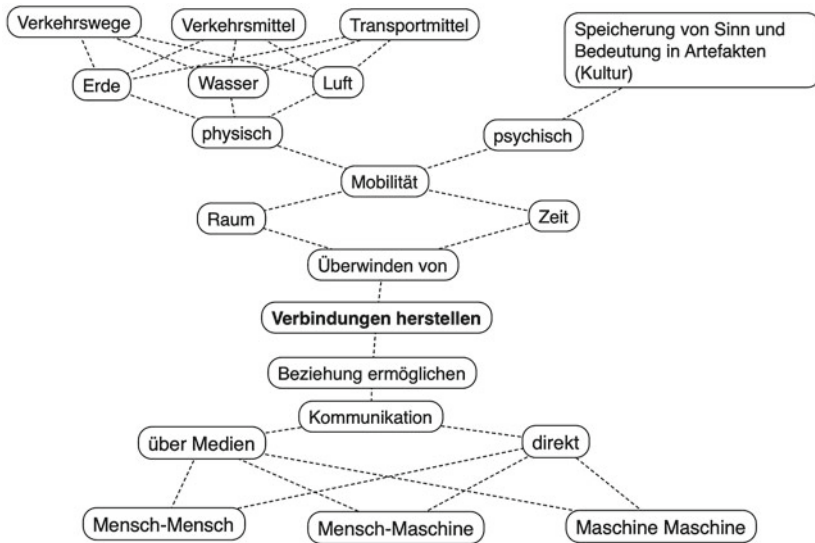 Verkehrswege
Verkehrsmittel
Transportmittel
Speicherung von Sinn und
Bedeutung in Artefakten
(Kultur)
Erde
Wasser
Luft
physisch
psychisch
Mobilität
Raum
Zeit
Überwinden von
Verbindungen herstellen
Beziehung ermöglichen
Kommunikation
über Medien
direkt
Mensch-Mensch
Mensch-Maschine
Maschine Maschine